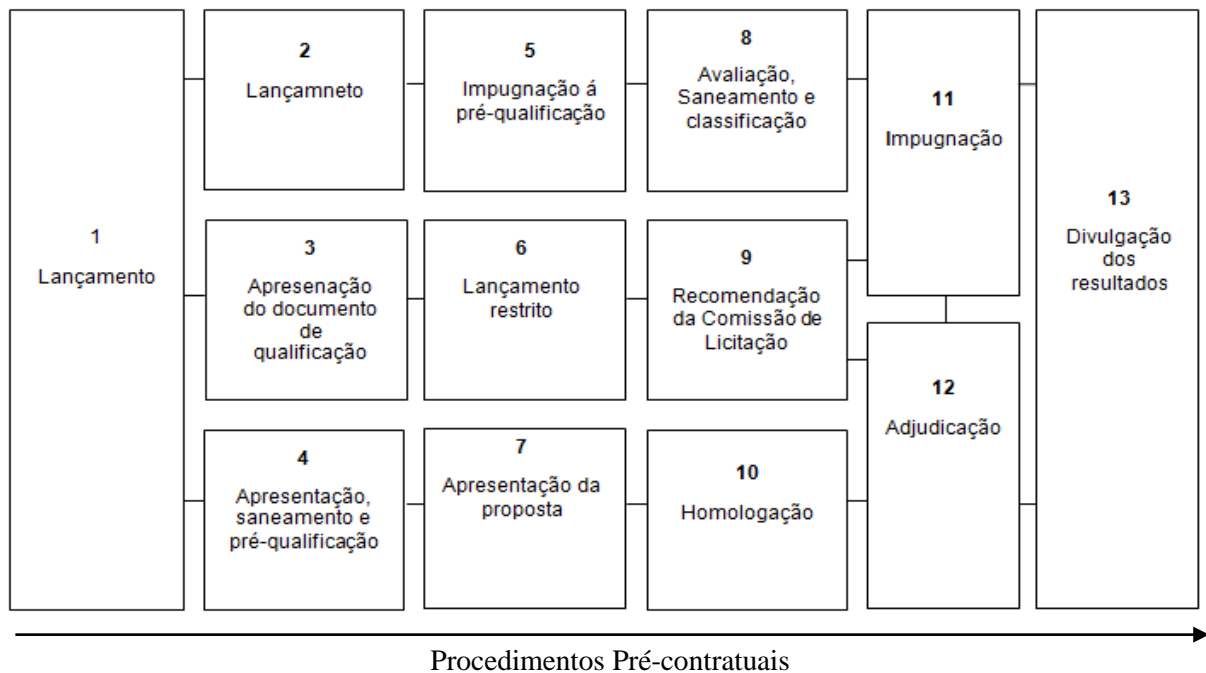 1
Lançamento
2
Lançamneto
3
Apresenação
do documento
de
qualificação
4
Apresentação,
saneamento e
pré-qualificação
5
Impugnação á
pré-qualificação
6
Lançamento
restrito
7
Apresentação da
proposta
8
Avaliação,
Saneamento e
classificação
9
Recomendação
da Comissão de
Licitação
10
Homologação
11
Impugnação
12
Adjudicação
13
Divulgação
dos
resultados
Procedimentos Pré-contratuais